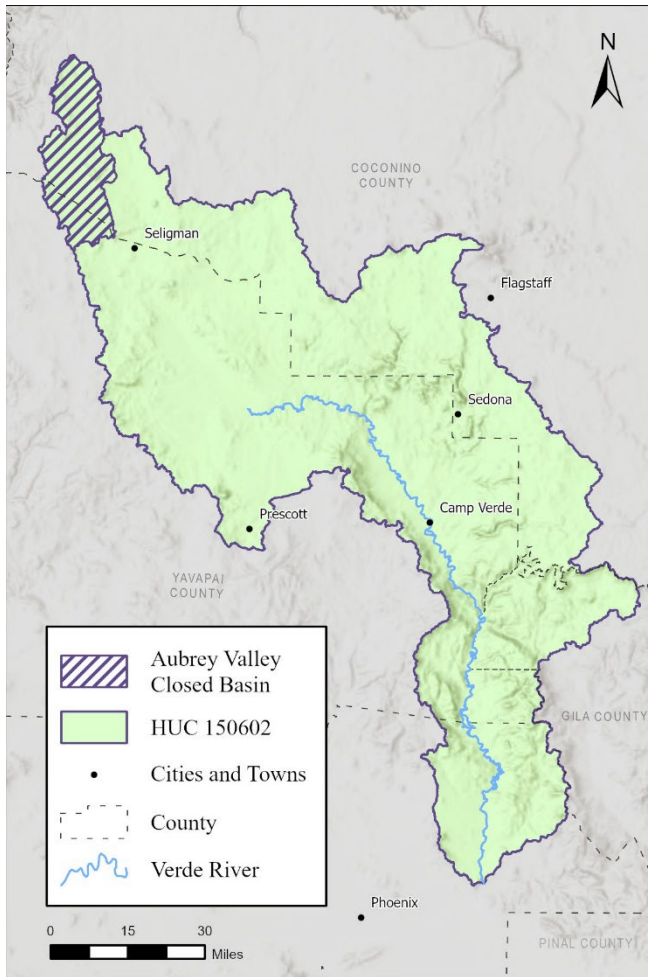 N
COCONINO
COUNTY
Seligman
Flagstaff
Sedona
Camp Verde
Prescott
YAVAPAI
COUNTY
GILA COUNTY
Aubrey Valley
Closed Basin
HUC 150602
Cities and Towns
County
Verde River
Phoenix
0 15 30
Miles
PINAL COUNTY